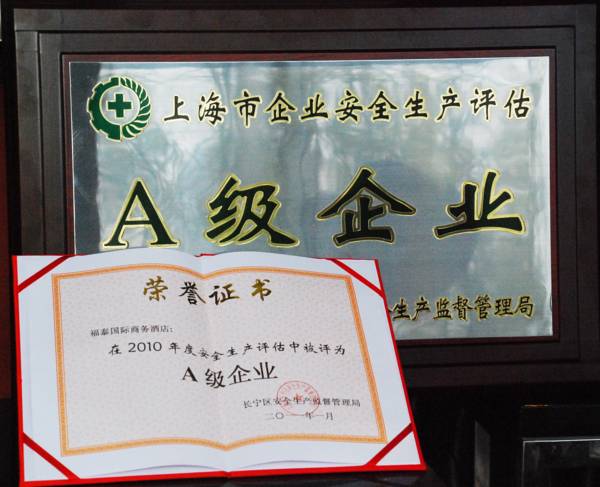 上海市企业安全生产评估
A级企业
生产监督管理局
荣誉证书
福泰国际商务酒店:
在2010年度安全生产评估中被评为
A级企业
长宁区安全生产监督管理局
二〇一一年一月